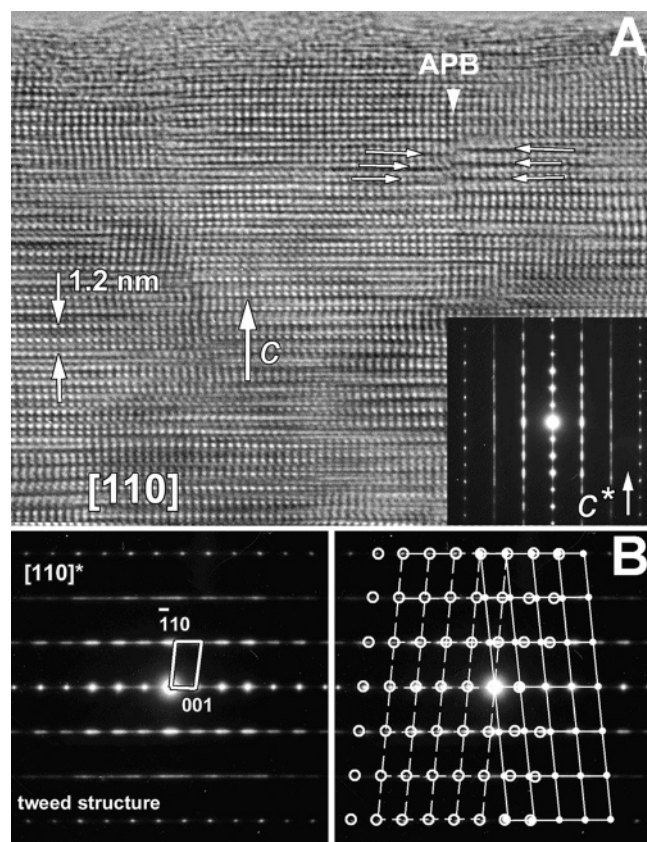 A
APB
1.2 nm
c
[110]
c*
B
[110]*
1̄10
001
tweed structure